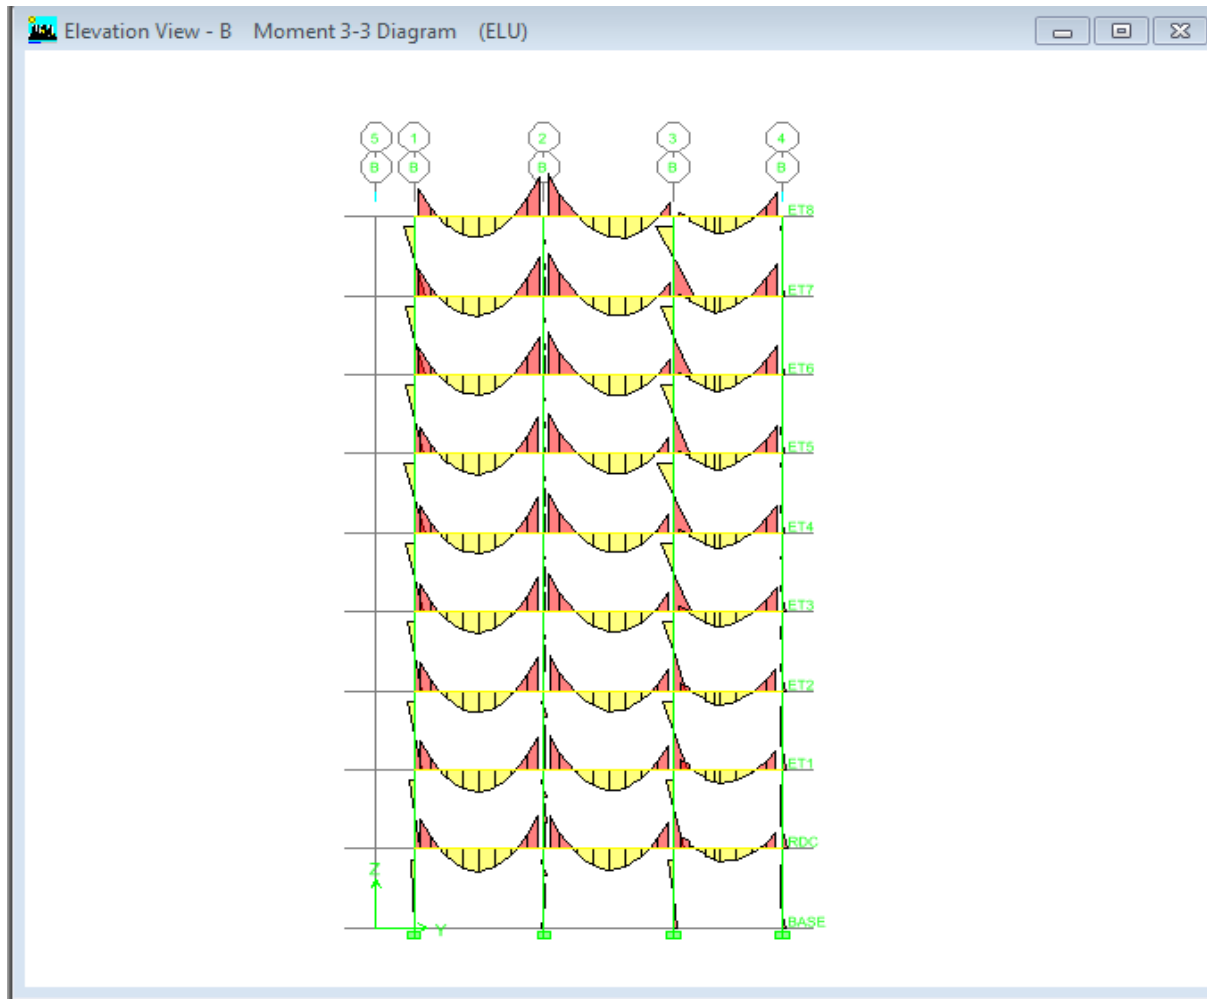 Elevation View - B Moment 3-3 Diagram (ELU)
5 1 2 3 4
B B B B B
ET8
ET7
ET6
ET5
ET4
ET3
ET2
ET1
RDC
Z
Y
BASE